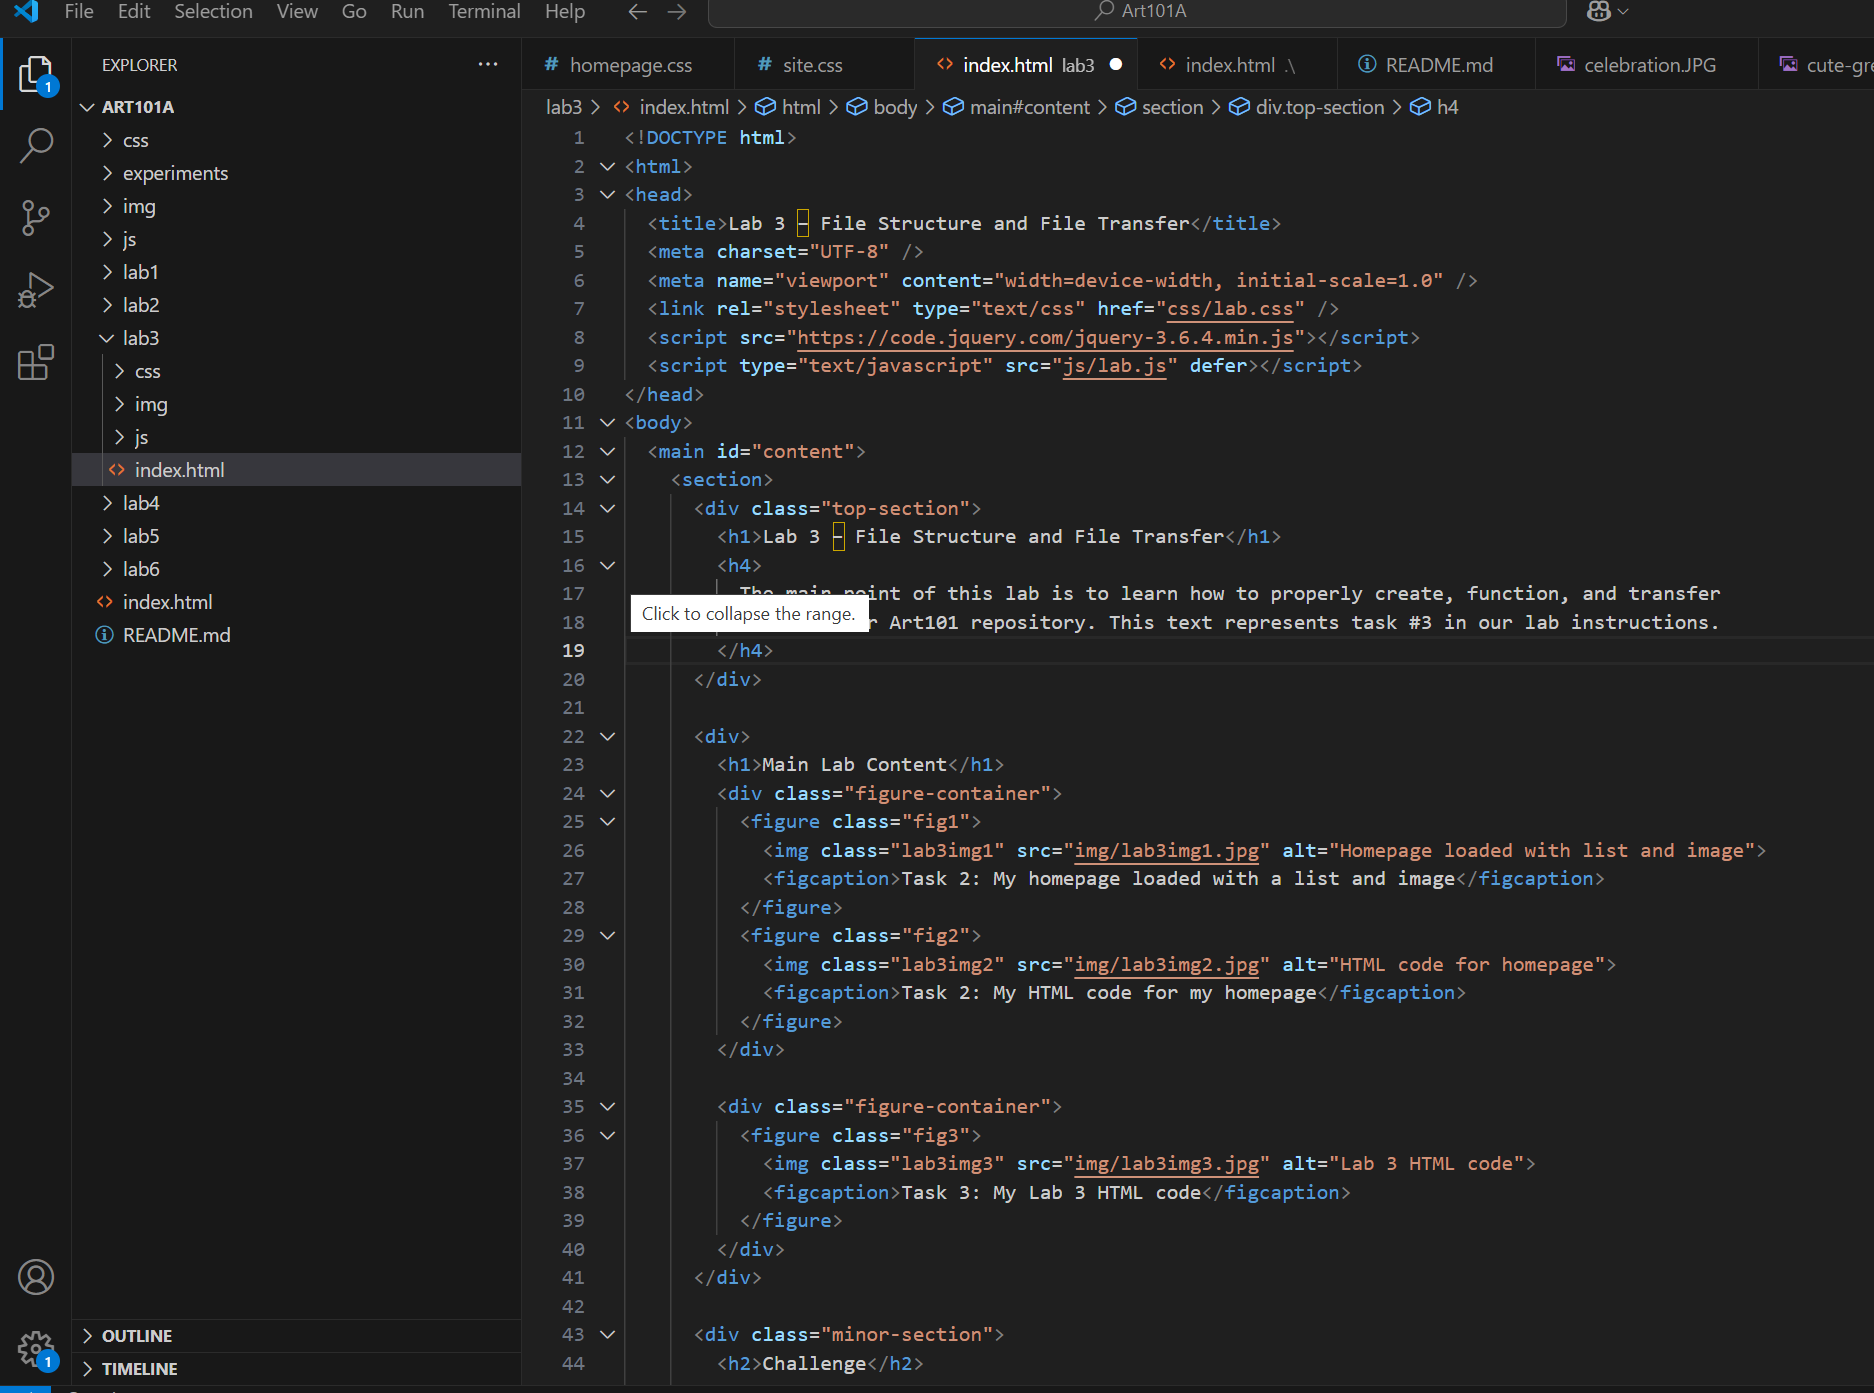 File Edit Selection View Go Run Terminal Help Art101A
EXPLORER
ART101A
css
experiments
img
js
lab1
lab2
lab3
css
img
js
index.html
lab4
lab5
lab6
index.html
README.md
OUTLINE
TIMELINE
1
1
# homepage.css # site.css <> index.html lab3 <> index.html .\ README.md celebration.JPG cute-gre
lab3 > <> index.html > html > body > main#content > section > div.top-section > h4
1 <!DOCTYPE html>
2 <html>
3 <head>
4 <title>Lab 3 – File Structure and File Transfer</title>
5 <meta charset="UTF-8" />
6 <meta name="viewport" content="width=device-width, initial-scale=1.0" />
7 <link rel="stylesheet" type="text/css" href="css/lab.css" />
8 <script src="https://code.jquery.com/jquery-3.6.4.min.js"></script>
9 <script type="text/javascript" src="js/lab.js" defer></script>
10 </head>
11 <body>
12 <main id="content">
13 <section>
14 <div class="top-section">
15 <h1>Lab 3 – File Structure and File Transfer</h1>
16 <h4>
17 The main point of this lab is to learn how to properly create, function, and transfer
Click to collapse the range.
18 Art101 repository. This text represents task #3 in our lab instructions.
19 </h4>
20 </div>
21
22 <div>
23 <h1>Main Lab Content</h1>
24 <div class="figure-container">
25 <figure class="fig1">
26 <img class="lab3img1" src="img/lab3img1.jpg" alt="Homepage loaded with list and image">
27 <figcaption>Task 2: My homepage loaded with a list and image</figcaption>
28 </figure>
29 <figure class="fig2">
30 <img class="lab3img2" src="img/lab3img2.jpg" alt="HTML code for homepage">
31 <figcaption>Task 2: My HTML code for my homepage</figcaption>
32 </figure>
33 </div>
34
35 <div class="figure-container">
36 <figure class="fig3">
37 <img class="lab3img3" src="img/lab3img3.jpg" alt="Lab 3 HTML code">
38 <figcaption>Task 3: My Lab 3 HTML code</figcaption>
39 </figure>
40 </div>
41 </div>
42
43 <div class="minor-section">
44 <h2>Challenge</h2>